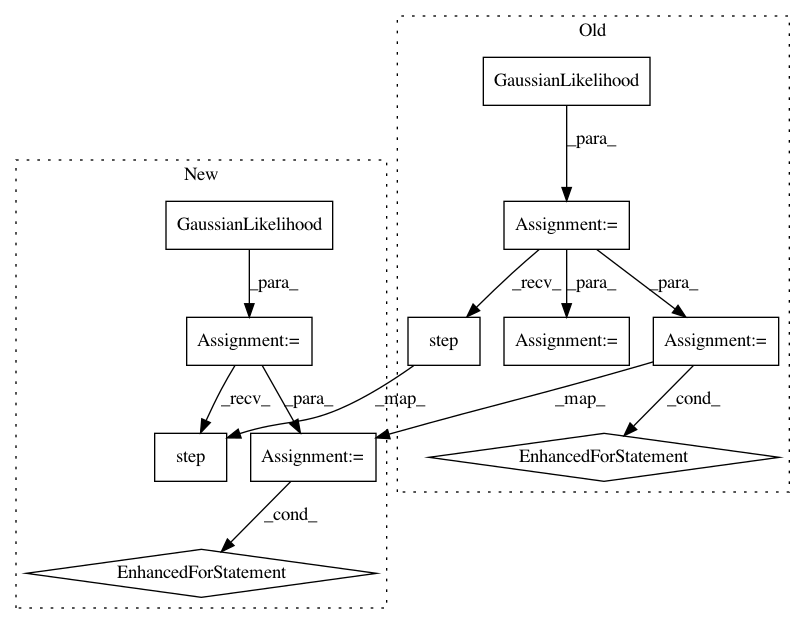 Old
GaussianLikelihood
_para_
New
GaussianLikelihood
Assignment:=
_para_
_recv_
_para_
_para_
Assignment:=
step
Assignment:=
Assignment:=
_recv_
_para_
_map_
_map_
_cond_
step
Assignment:=
EnhancedForStatement
_cond_
EnhancedForStatement